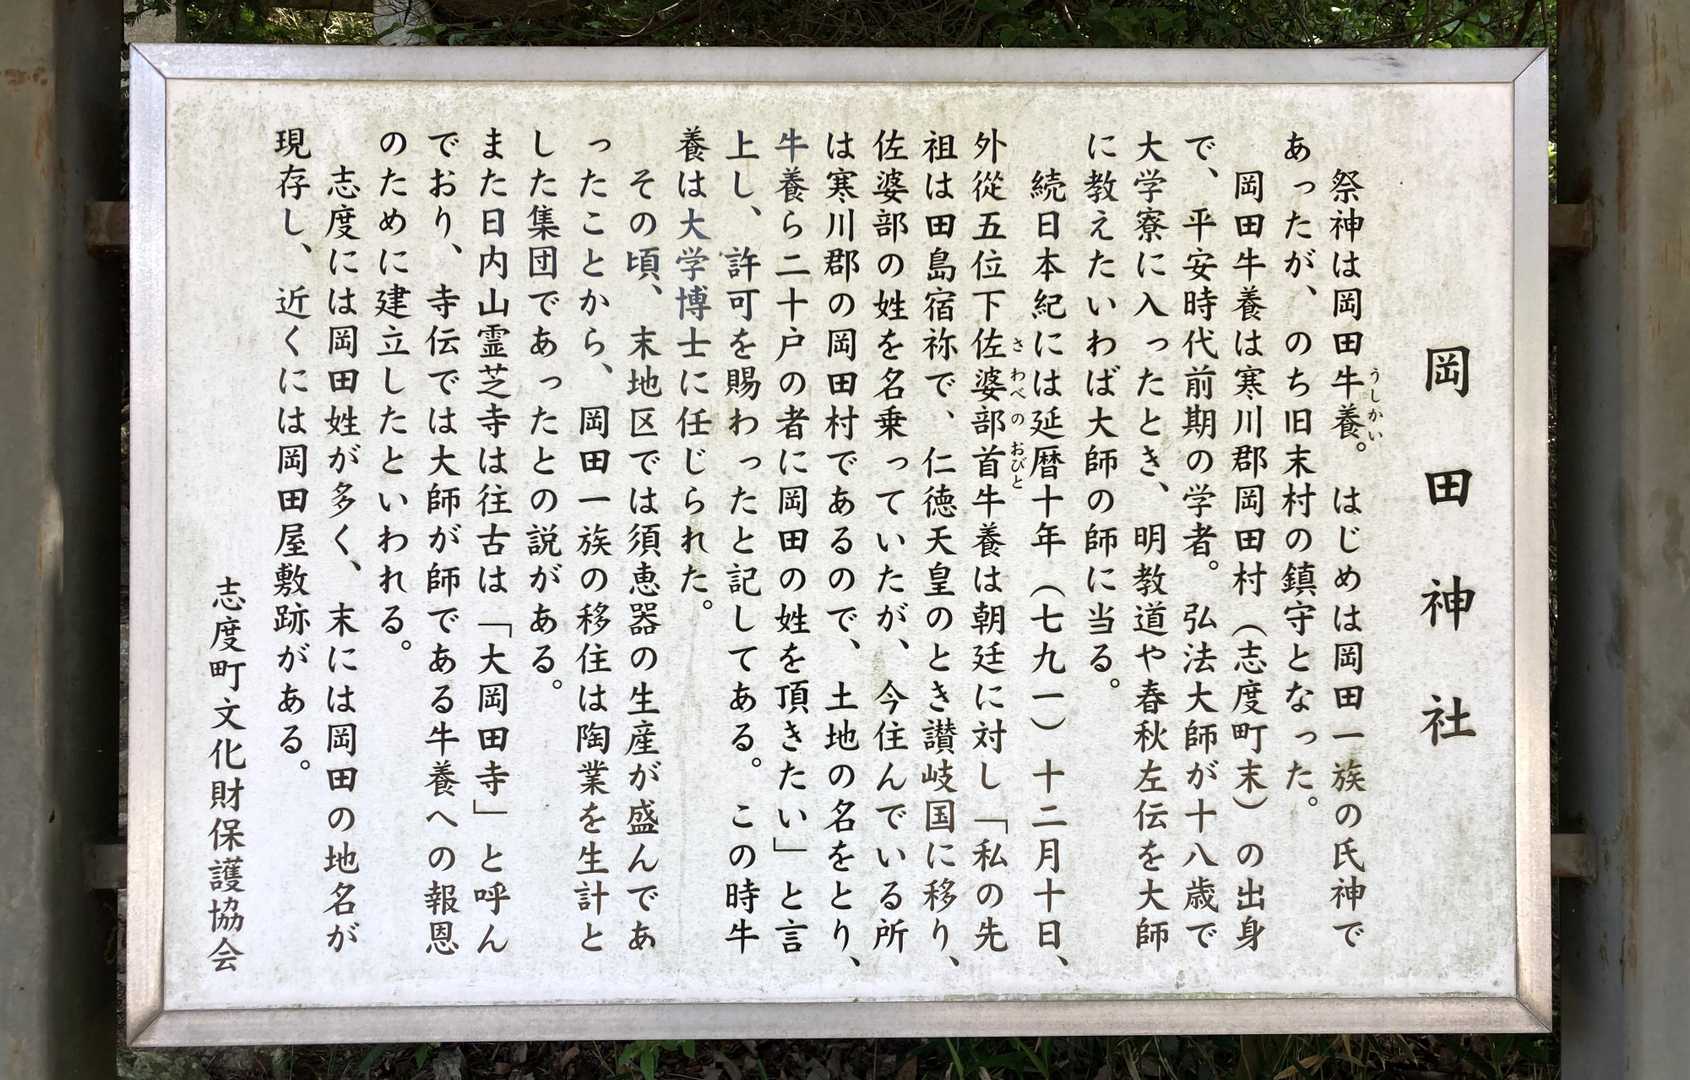 岡田神社
祭神は岡田牛養。はじめは岡田一族の氏神で
うしかい
あったが、のち旧末村の鎮守となった。
岡田牛養は寒川郡岡田村（志度町末）の出身
で、平安時代前期の学者。弘法大師が十八歳で
大学寮に入ったとき、明教道や春秋左伝を大師
に教えたいわば大師の師に当る。
続日本紀には延暦十年（七九一）十二月十日、
外従五位下佐婆部首牛養は朝廷に対し「私の先
さわべのおびと
祖は田島宿祢で、仁徳天皇のとき讃岐国に移り、
佐婆部の姓を名乗っていたが、今住んでいる所
は寒川郡の岡田村であるので、土地の名をとり、
牛養ら二十戸の者に岡田の姓を頂きたい」と言
上し、許可を賜わったと記してある。この時牛
養は大学博士に任じられた。
その頃、末地区では須恵器の生産が盛んであ
ったことから、岡田一族の移住は陶業を生計と
した集団であったとの説がある。
また日内山霊芝寺は往古は「大岡田寺」と呼ん
でおり、寺伝では大師が師である牛養への報恩
のために建立したといわれる。
志度には岡田姓が多く、末には岡田の地名が
現存し、近くには岡田屋敷跡がある。
志度町文化財保護協会